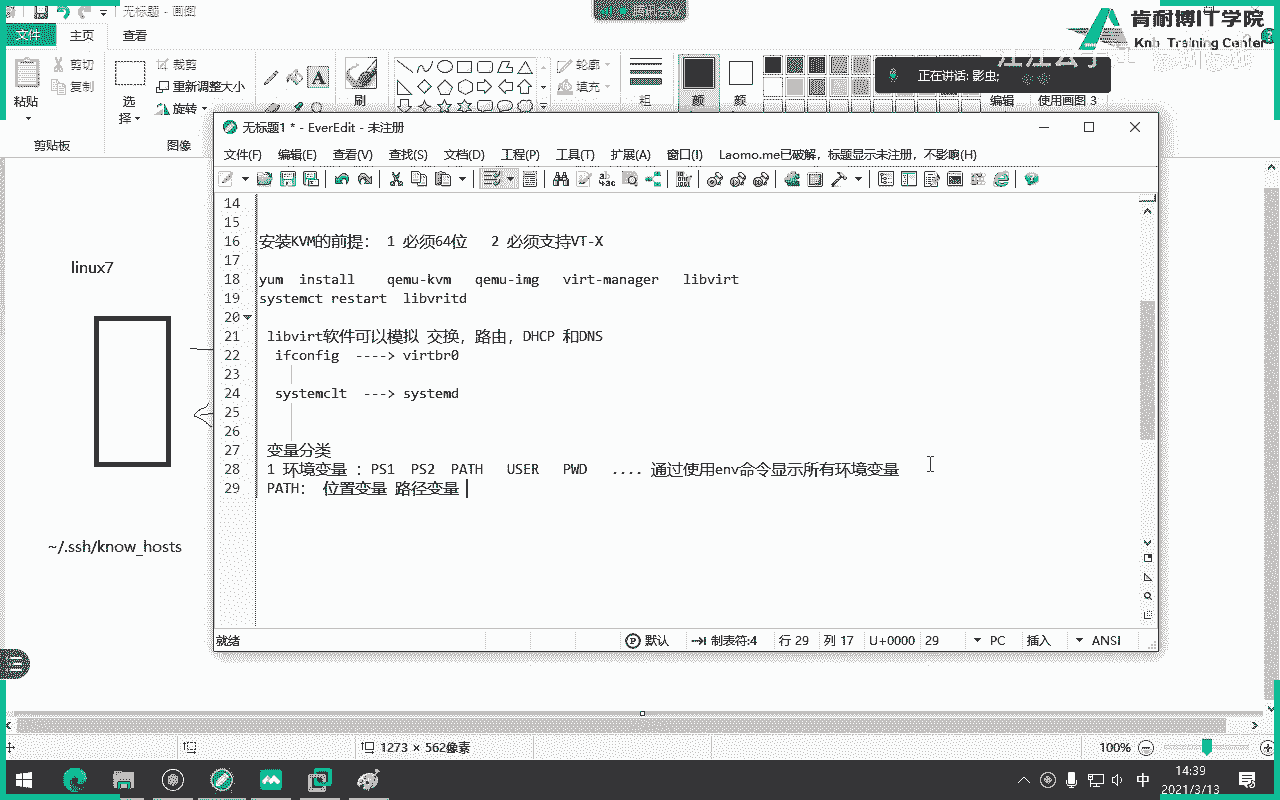 无标题 - 画图
肯耐博IT学院
Knb Training Center
文件 主页 查看
正在讲话: 影虫;
粘贴
剪切
复制
选
择
裁剪
重新调整大小
旋转
刷
轮廓
填充
粗
颜
颜
编辑
使用画图 3
剪贴板
图像
无标题1 * - EverEdit - 未注册
文件(F) 编辑(E) 查看(V) 查找(S) 文档(D) 工程(P) 工具(T) 扩展(A) 窗口(I) Laomo.me已破解，标题显示未注册，不影响(H)
14
15
16 安装KVM的前提： 1 必须64位 2 必须支持VT-X
17
18 yum install qemu-kvm qemu-img virt-manager libvirt
19 systemct restart libvritd
20
21 libvirt软件可以模拟 交换，路由，DHCP 和DNS
22 ifconfig ----> virtbr0
23
24 systemclt ---> systemd
25
26
27 变量分类
28 1 环境变量 ：PS1 PS2 PATH USER PWD .... 通过使用env命令显示所有环境变量
29 PATH： 位置变量 路径变量
linux7
~/.ssh/know_hosts
就绪
默认 制表符:4 行 29 列 17 U+0000 29 PC 插入 ANSI
1273 × 562像素
100%
中
14:39
2021/3/13